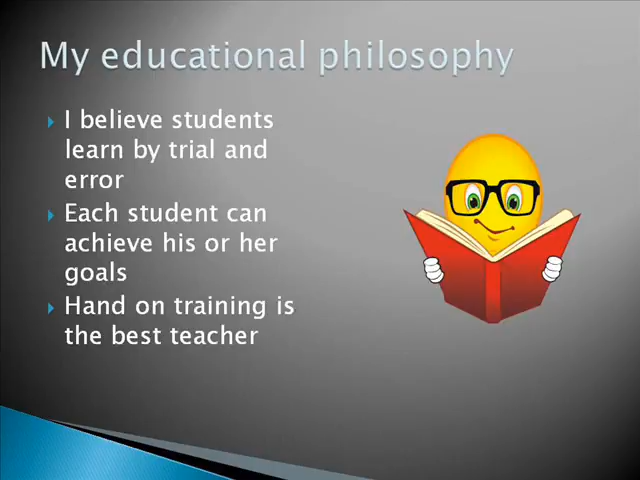 My educational philosophy
I believe students
learn by trial and
error
Each student can
achieve his or her
goals
Hand on training is
the best teacher